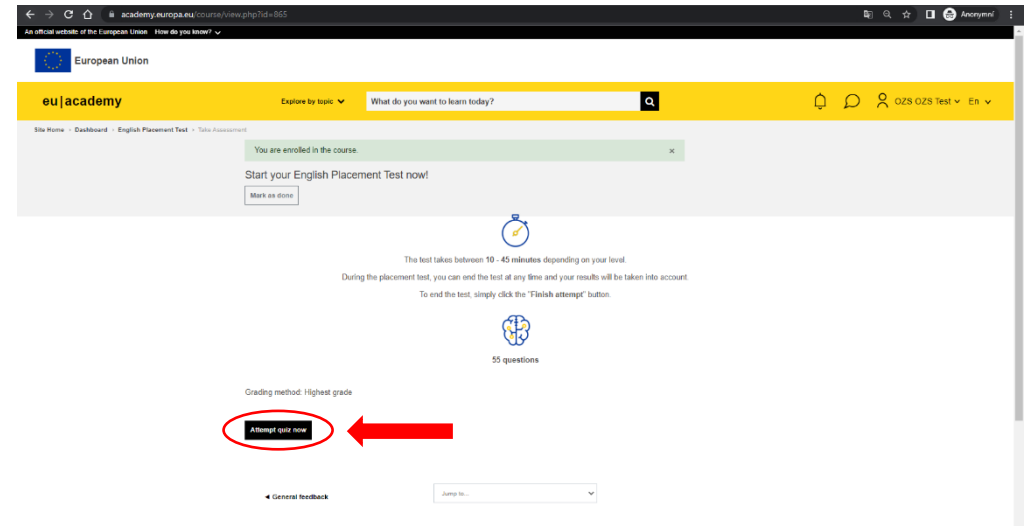 academy.europa.eu/course/view.php?id=865
Anonymní
An official website of the European Union How do you know?
European Union
eu|academy
Explore by topic
What do you want to learn today?
OZS OZS Test
En
Site Home › Dashboard › English Placement Test › Take Assessment
You are enrolled in the course.
×
Start your English Placement Test now!
Mark as done
The test takes between 10 - 45 minutes depending on your level.
During the placement test, you can end the test at any time and your results will be taken into account.
To end the test, simply click the "Finish attempt" button.
55 questions
Grading method: Highest grade
Attempt quiz now
◄ General feedback
Jump to...